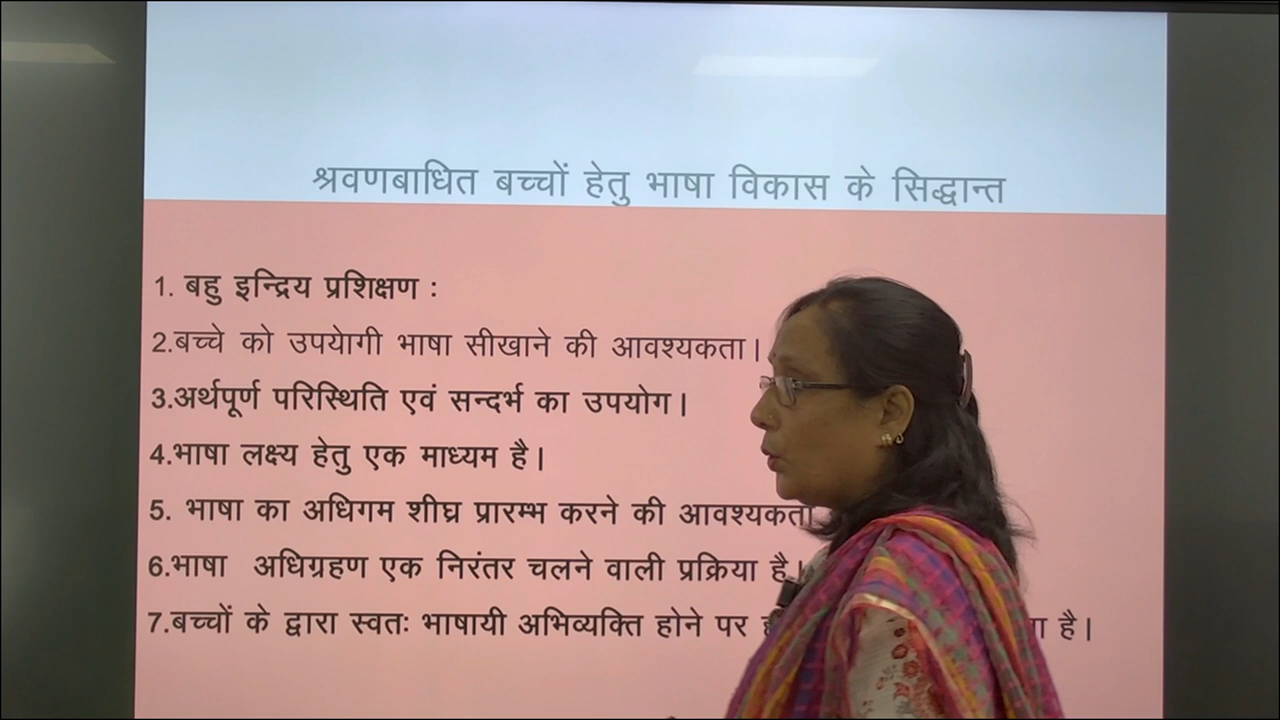 श्रवणबाधित बच्चों हेतु भाषा विकास के सिद्धान्त
1. बहु इन्द्रिय प्रशिक्षण :
2.बच्चे को उपयेागी भाषा सीखाने की आवश्यकता।
3.अर्थपूर्ण परिस्थिति एवं सन्दर्भ का उपयोग।
4.भाषा लक्ष्य हेतु एक माध्यम है।
5. भाषा का अधिगम शीघ्र प्रारम्भ करने की आवश्यकता
6.भाषा अधिग्रहण एक निरंतर चलने वाली प्रक्रिया है।
7.बच्चों के द्वारा स्वतः भाषायी अभिव्यक्ति होने पर है।